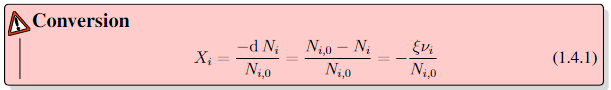 Conversion
X_i = \frac{-\mathrm{d}\, N_i}{N_{i,0}} = \frac{N_{i,0} - N_i}{N_{i,0}} = -\frac{\xi \nu_i}{N_{i,0}} (1.4.1)